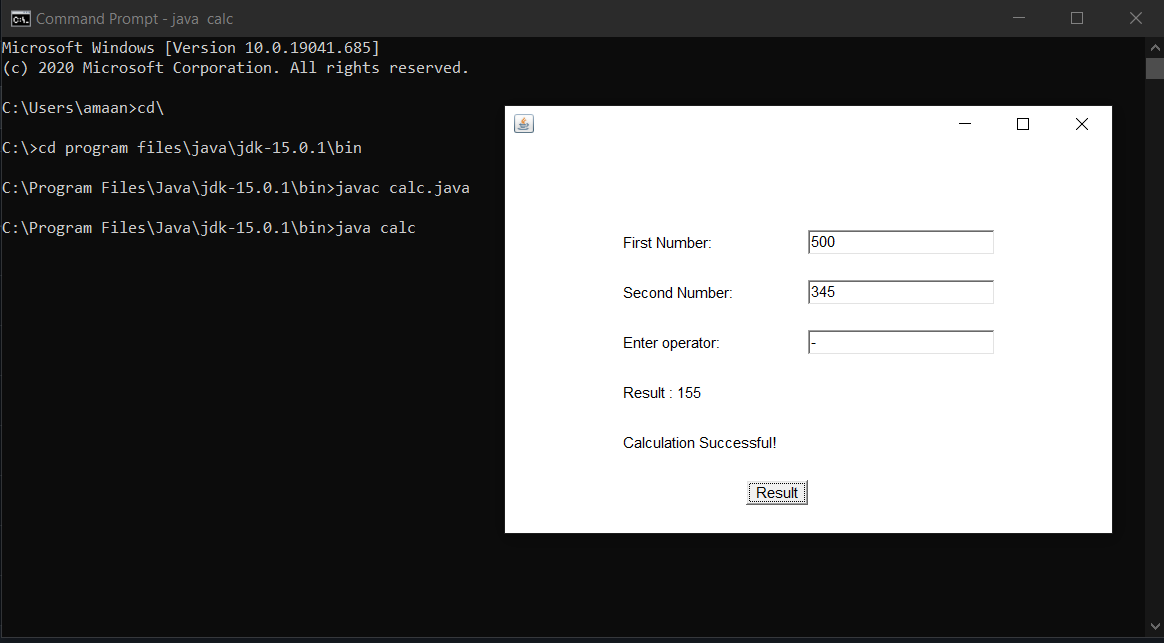 Command Prompt - java  calc
Microsoft Windows [Version 10.0.19041.685]
(c) 2020 Microsoft Corporation. All rights reserved.
C:\Users\amaan>cd\
C:\>cd program files\java\jdk-15.0.1\bin
C:\Program Files\Java\jdk-15.0.1\bin>javac calc.java
C:\Program Files\Java\jdk-15.0.1\bin>java calc
First Number: 500
Second Number: 345
Enter operator: -
Result : 155
Calculation Successful!
Result